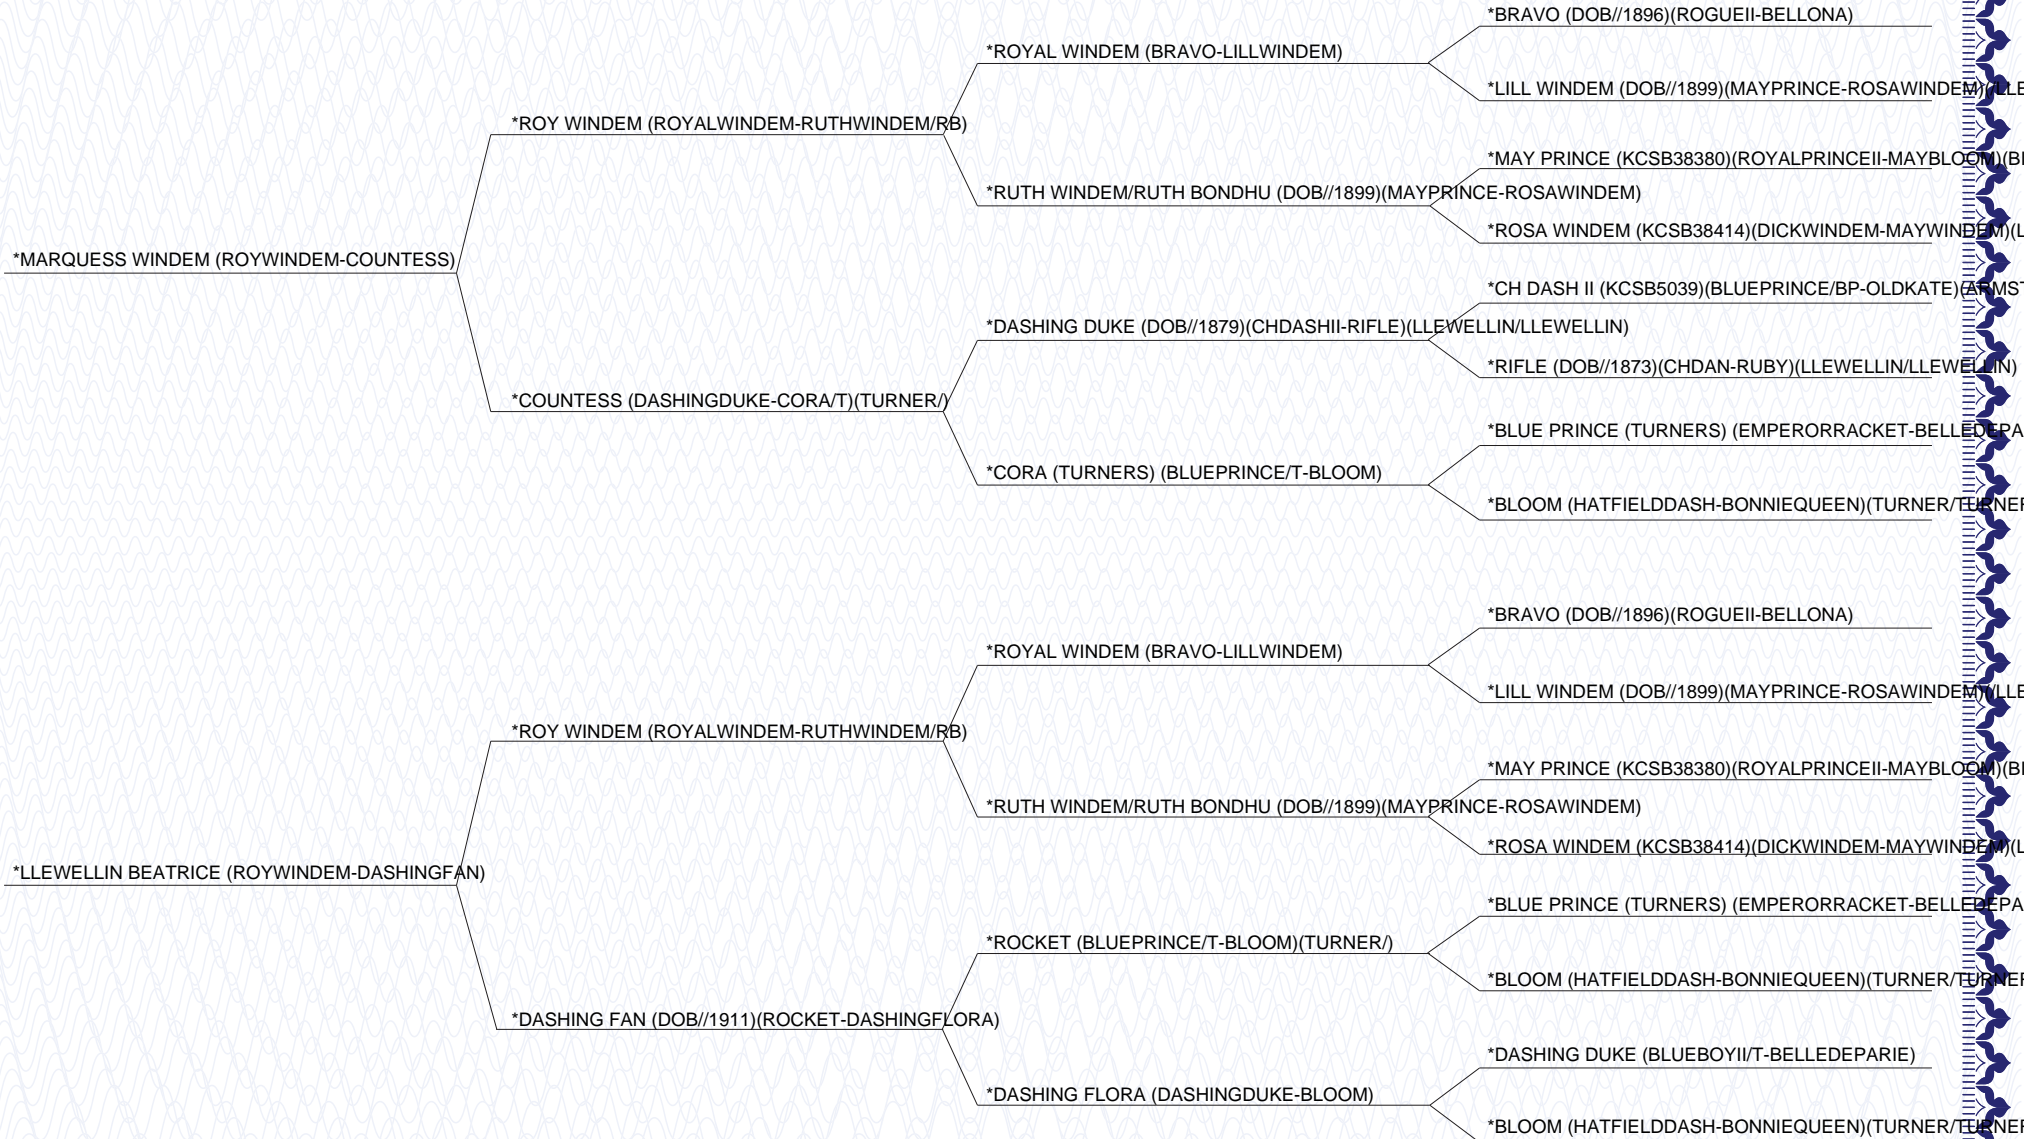 *BRAVO (DOB//1896)(ROGUEII-BELLONA)
*ROYAL WINDEM (BRAVO-LILLWINDEM)
*LILL WINDEM (DOB//1899)(MAYPRINCE-ROSAWINDEM)(/LLE
*ROY WINDEM (ROYALWINDEM-RUTHWINDEM/RB)
*MAY PRINCE (KCSB38380)(ROYALPRINCEII-MAYBLOOM)(B
*RUTH WINDEM/RUTH BONDHU (DOB//1899)(MAYPRINCE-ROSAWINDEM)
*ROSA WINDEM (KCSB38414)(DICKWINDEM-MAYWINDEM)(L
*MARQUESS WINDEM (ROYWINDEM-COUNTESS)
*CH DASH II (KCSB5039)(BLUEPRINCE/BP-OLDKATE)(ARMST
*DASHING DUKE (DOB//1879)(CHDASHII-RIFLE)(LLEWELLIN/LLEWELLIN)
*RIFLE (DOB//1873)(CHDAN-RUBY)(LLEWELLIN/LLEWELLIN)
*COUNTESS (DASHINGDUKE-CORA/T)(TURNER/)
*BLUE PRINCE (TURNERS) (EMPERORRACKET-BELLEDEPA
*CORA (TURNERS) (BLUEPRINCE/T-BLOOM)
*BLOOM (HATFIELDDASH-BONNIEQUEEN)(TURNER/TURNER
*BRAVO (DOB//1896)(ROGUEII-BELLONA)
*ROYAL WINDEM (BRAVO-LILLWINDEM)
*LILL WINDEM (DOB//1899)(MAYPRINCE-ROSAWINDEM)(/LLE
*ROY WINDEM (ROYALWINDEM-RUTHWINDEM/RB)
*MAY PRINCE (KCSB38380)(ROYALPRINCEII-MAYBLOOM)(B
*RUTH WINDEM/RUTH BONDHU (DOB//1899)(MAYPRINCE-ROSAWINDEM)
*ROSA WINDEM (KCSB38414)(DICKWINDEM-MAYWINDEM)(L
*LLEWELLIN BEATRICE (ROYWINDEM-DASHINGFAN)
*BLUE PRINCE (TURNERS) (EMPERORRACKET-BELLEDEPA
*ROCKET (BLUEPRINCE/T-BLOOM)(TURNER/)
*BLOOM (HATFIELDDASH-BONNIEQUEEN)(TURNER/TURNER
*DASHING FAN (DOB//1911)(ROCKET-DASHINGFLORA)
*DASHING DUKE (BLUEBOYII/T-BELLEDEPARIE)
*DASHING FLORA (DASHINGDUKE-BLOOM)
*BLOOM (HATFIELDDASH-BONNIEQUEEN)(TURNER/TURNER